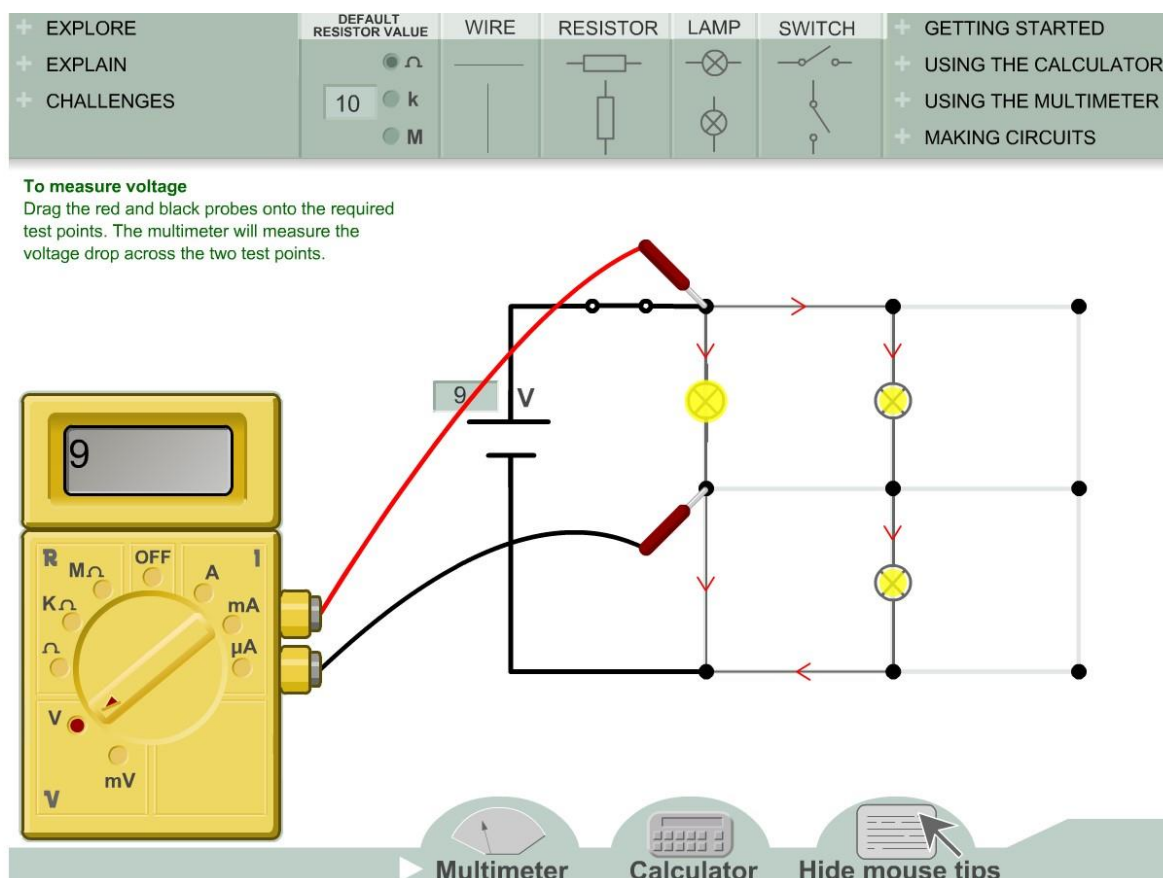 EXPLORE
EXPLAIN
CHALLENGES
DEFAULT
RESISTOR VALUE
Ω
10
k
M
WIRE
RESISTOR
LAMP
SWITCH
GETTING STARTED
USING THE CALCULATOR
USING THE MULTIMETER
MAKING CIRCUITS
To measure voltage
Drag the red and black probes onto the required
test points. The multimeter will measure the
voltage drop across the two test points.
9 V
9
R
OFF
I
MΩ
A
KΩ
mA
Ω
µA
V
mV
V
Multimeter
Calculator
Hide mouse tips